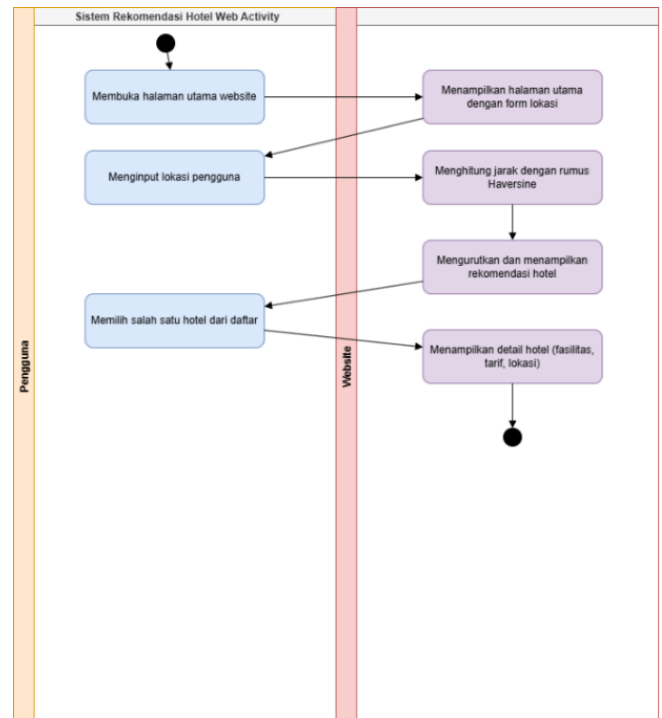 Sistem Rekomendasi Hotel Web Activity
Pengguna
Website
Membuka halaman utama website
Menampilkan halaman utama
dengan form lokasi
Menginput lokasi pengguna
Menghitung jarak dengan rumus
Haversine
Mengurutkan dan menampilkan
rekomendasi hotel
Memilih salah satu hotel dari daftar
Menampilkan detail hotel (fasilitas,
tarif, lokasi)